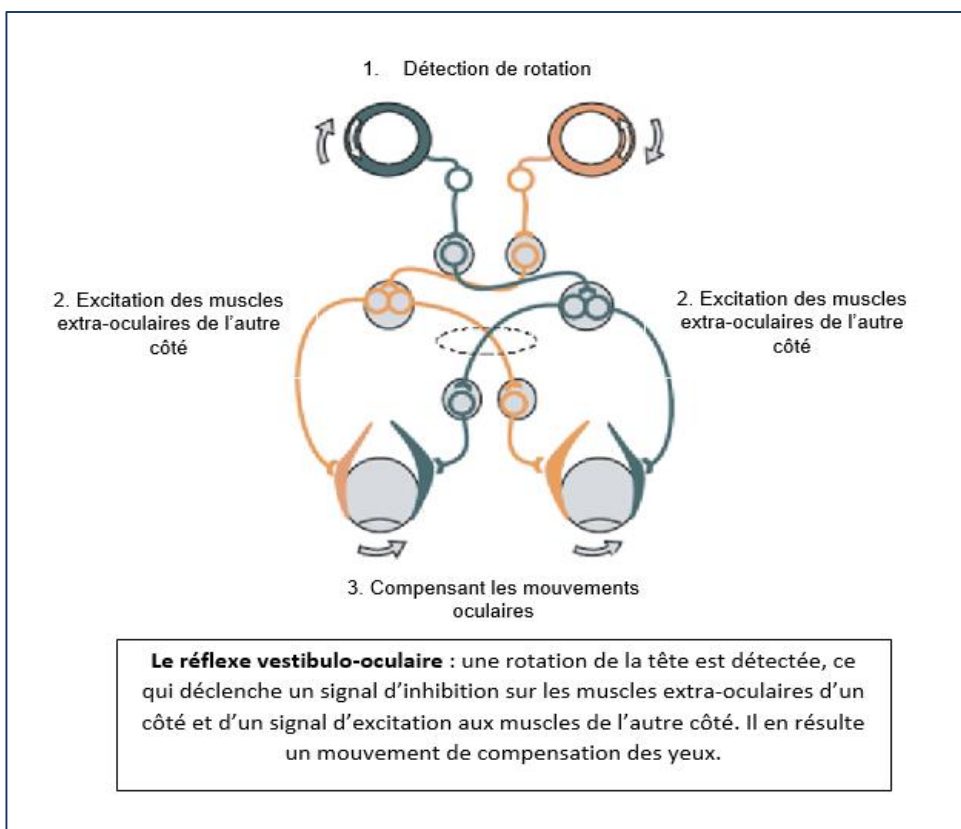 1. Détection de rotation
2. Excitation des muscles
extra-oculaires de l'autre
côté
2. Excitation des muscles
extra-oculaires de l'autre
côté
3. Compensant les mouvements
oculaires
Le réflexe vestibulo-oculaire : une rotation de la tête est détectée, ce
qui déclenche un signal d'inhibition sur les muscles extra-oculaires d'un
côté et d'un signal d'excitation aux muscles de l'autre côté. Il en résulte
un mouvement de compensation des yeux.